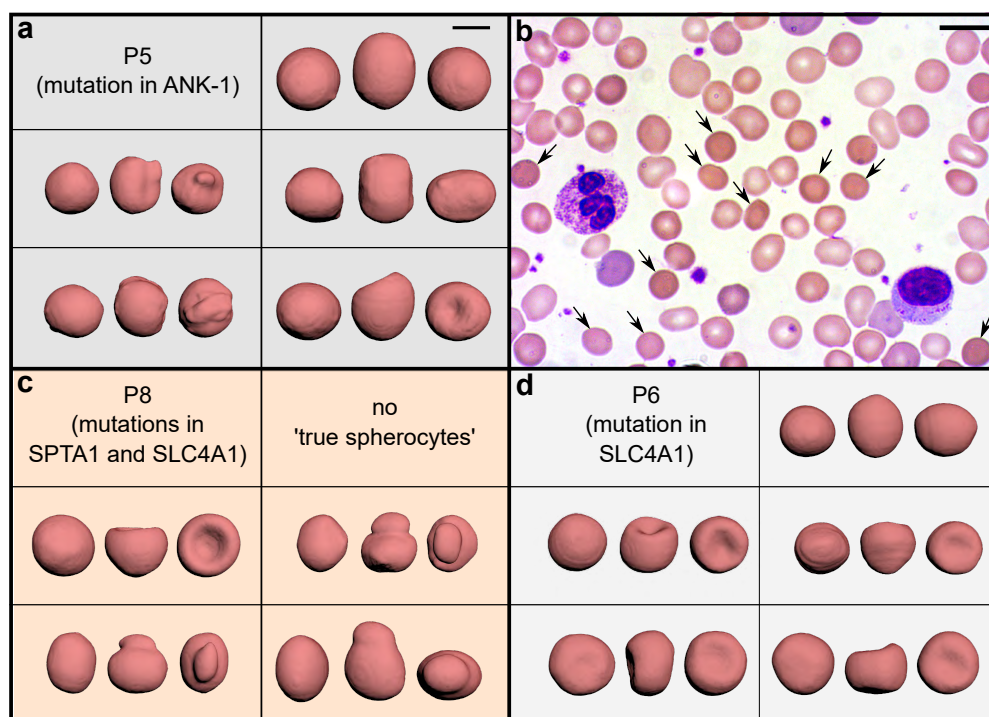 a
P5
(mutation in ANK-1)
b
c
P8
(mutations in
SPTA1 and SLC4A1)
no
'true spherocytes'
d
P6
(mutation in
SLC4A1)